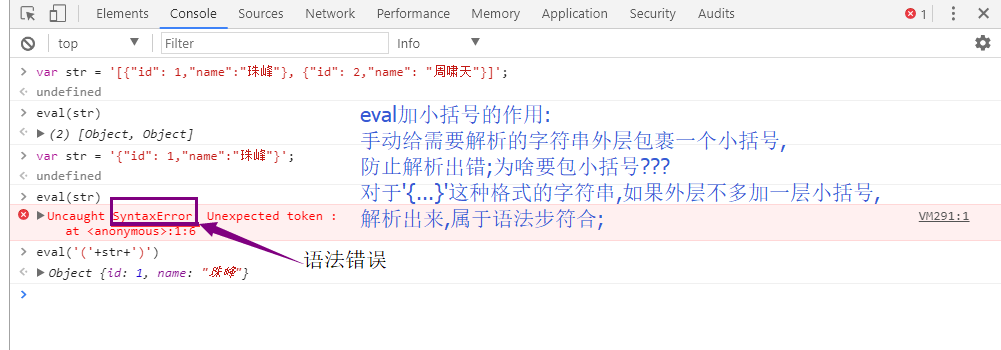 Elements Console Sources Network Performance Memory Application Security Audits 1
top Filter Info
var str = '[{"id": 1,"name":"珠峰"}, {"id": 2,"name": "周啸天"}]';
undefined
eval(str)
(2) [Object, Object]
var str = '{"id": 1,"name":"珠峰"}';
undefined
eval(str)
Uncaught SyntaxError Unexpected token :
at <anonymous>:1:6
VM291:1
eval('('+str+')')
Object {id: 1, name: "珠峰"}
eval加小括号的作用:
手动给需要解析的字符串外层包裹一个小括号,
防止解析出错;为啥要包小括号???
对于'{...}'这种格式的字符串,如果外层不多加一层小括号,
解析出来,属于语法步符合;
语法错误